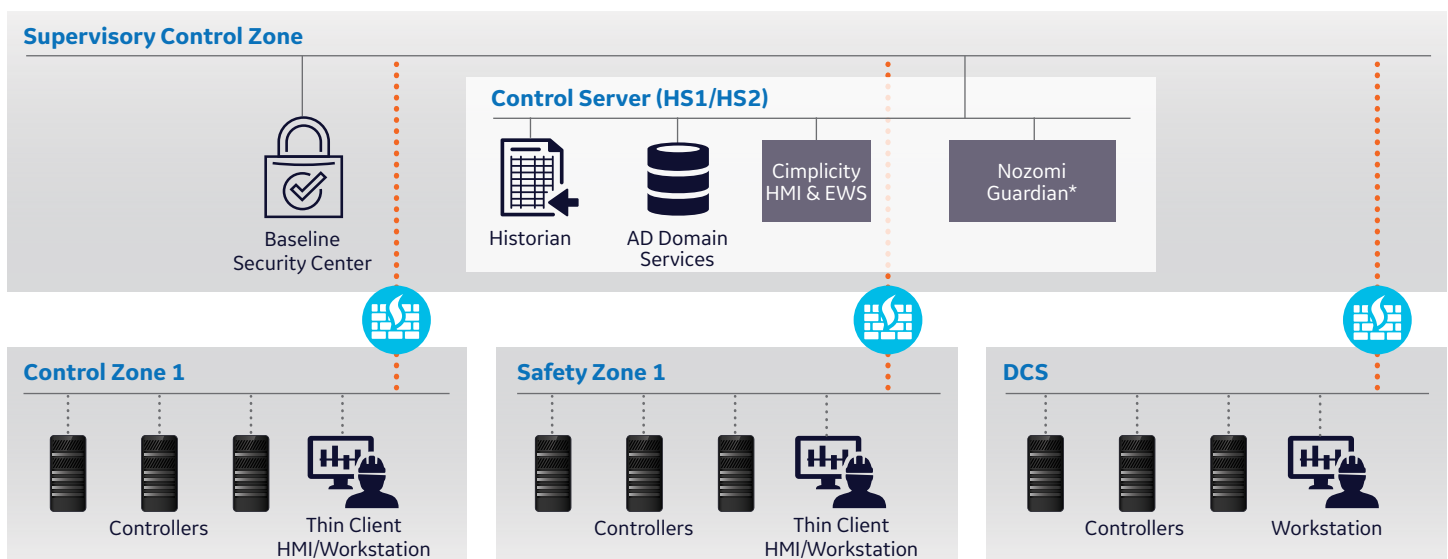 Supervisory Control Zone
Control Server (HS1/HS2)
Baseline
Security Center
Historian
AD Domain
Services
Cimplicity
HMI & EWS
Nozomi
Guardian*
Control Zone 1
Controllers
Thin Client
HMI/Workstation
Safety Zone 1
Controllers
Thin Client
HMI/Workstation
DCS
Controllers
Workstation